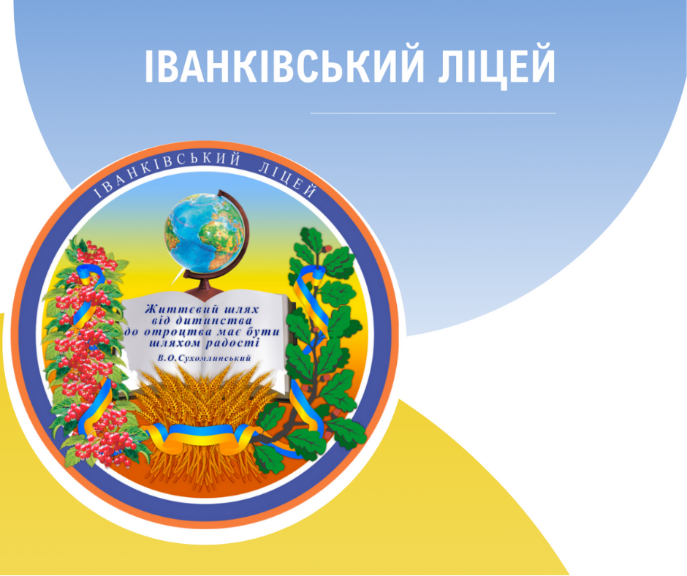 ІВАНКІВСЬКИЙ ЛІЦЕЙ
ІВАНКІВСЬКИЙ ЛІЦЕЙ
Життєвий шлях
від дитинства
до отроцтва має бути
шляхом радості
В.О.Сухомлинський